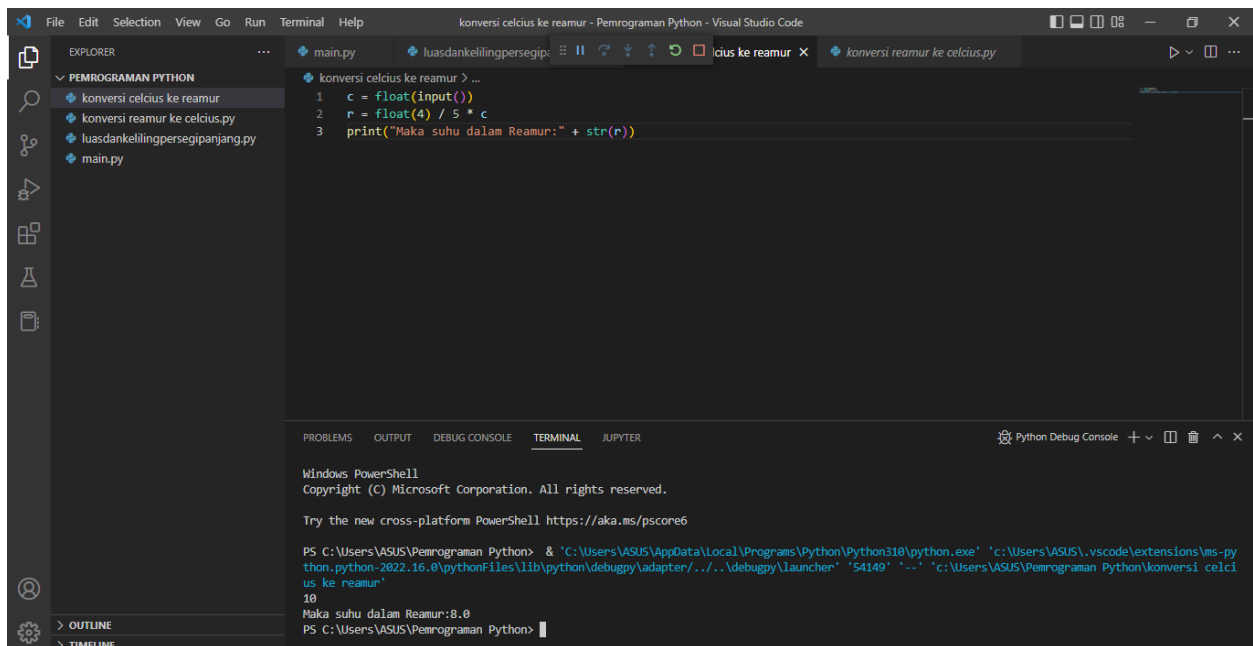 File Edit Selection View Go Run Terminal Help
konversi celcius ke reamur - Pemrograman Python - Visual Studio Code
EXPLORER
PEMROGRAMAN PYTHON
konversi celcius ke reamur
konversi reamur ke celcius.py
luasdankelilingpersegipanjang.py
main.py
OUTLINE
TIMELINE
main.py luasdankelilingpersegipa lcius ke reamur konversi reamur ke celcius.py
konversi celcius ke reamur > ...
1 c = float(input())
2 r = float(4) / 5 * c
3 print("Maka suhu dalam Reamur:" + str(r))
PROBLEMS OUTPUT DEBUG CONSOLE TERMINAL JUPYTER
Python Debug Console
Windows PowerShell
Copyright (C) Microsoft Corporation. All rights reserved.
Try the new cross-platform PowerShell https://aka.ms/pscore6
PS C:\Users\ASUS\Pemrograman Python> & 'C:\Users\ASUS\AppData\Local\Programs\Python\Python310\python.exe' 'c:\Users\ASUS\.vscode\extensions\ms-py
thon.python-2022.16.0\pythonFiles\lib\python\debugpy\adapter/../..\debugpy\launcher' '54149' '--' 'c:\Users\ASUS\Pemrograman Python\konversi celci
us ke reamur'
10
Maka suhu dalam Reamur:8.0
PS C:\Users\ASUS\Pemrograman Python>